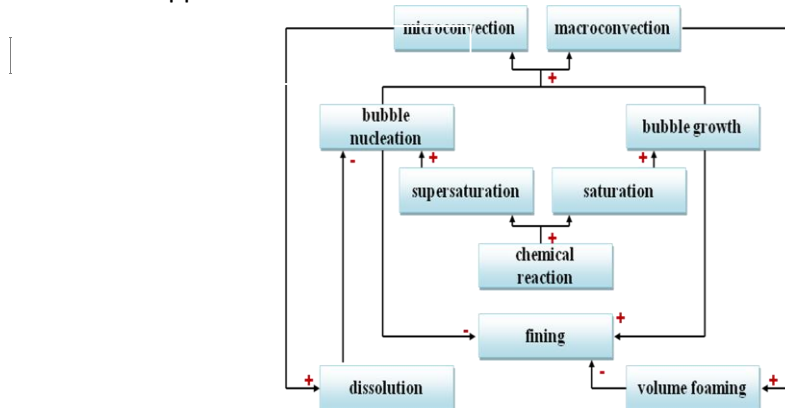 microconvection
macroconvection
+
bubble
nucleation
bubble growth
-
+
+
supersaturation
saturation
+
chemical
reaction
+
-
fining
-
+
+
dissolution
volume foaming